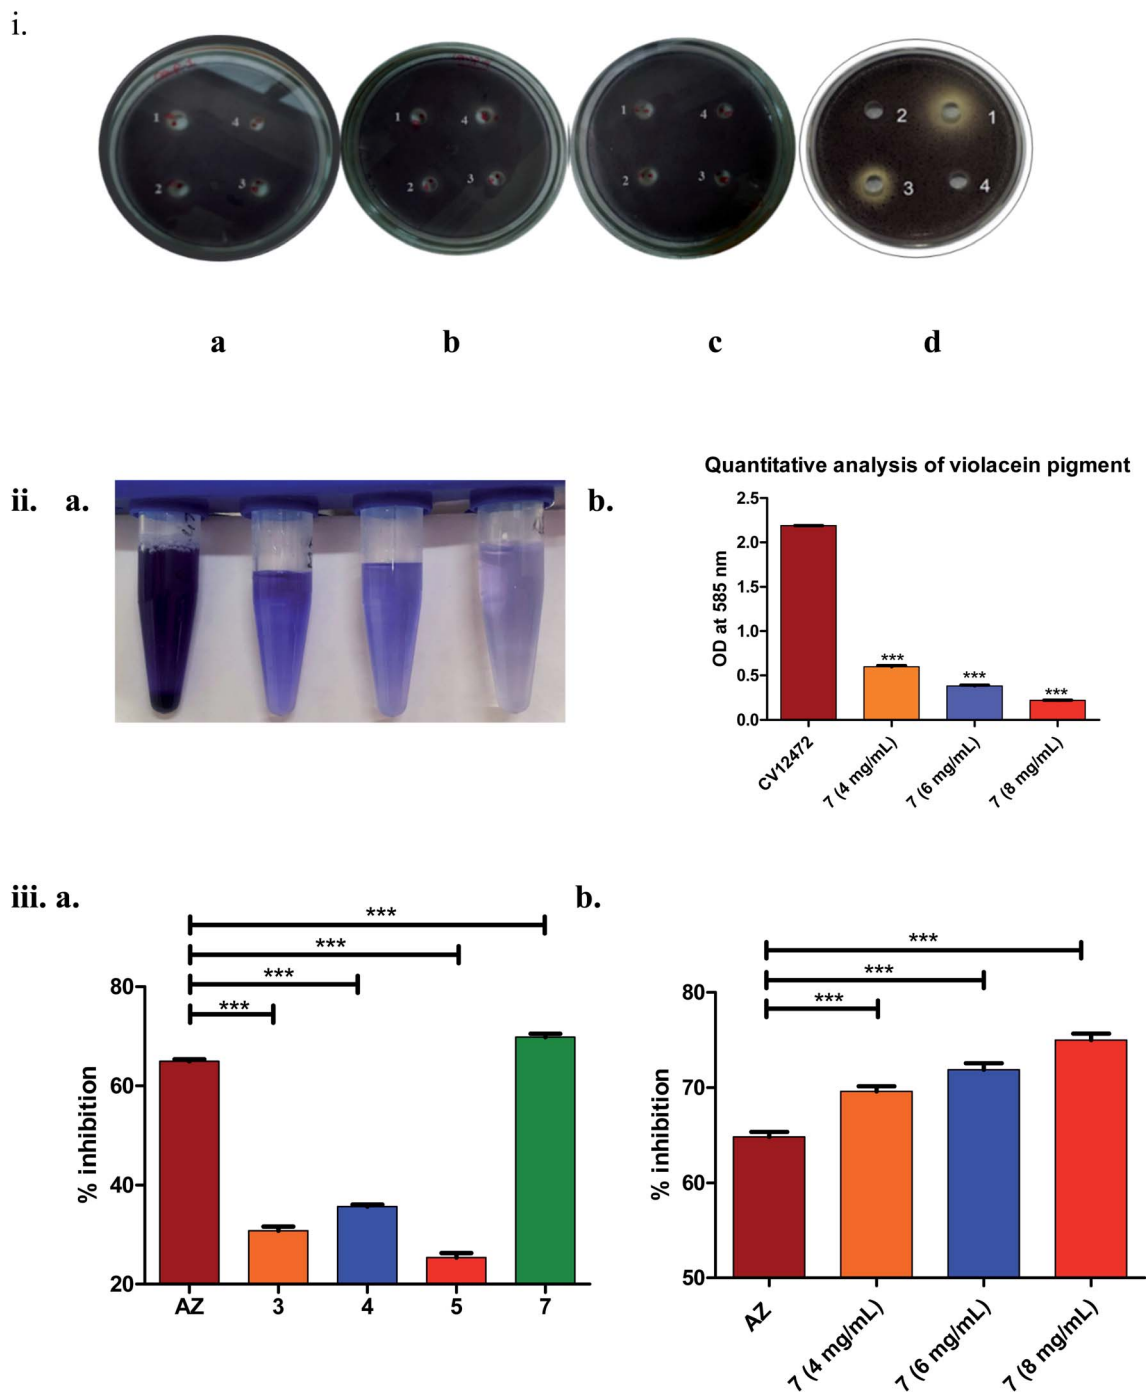 i.
1 4 2 3
1 4 2 3
1 4 2 3
2 1 3 4
a b c d
ii. a.
b.
Quantitative analysis of violacein pigment
OD at 585 nm
2.5
2.0
1.5
1.0
0.5
0.0
*** *** ***
CV12472
7 (4 mg/mL)
7 (6 mg/mL)
7 (8 mg/mL)
iii. a.
***
***
***
***
% inhibition
80
60
40
20
AZ 3 4 5 7
b.
***
***
***
% inhibition
80
70
60
50
AZ
7 (4 mg/mL)
7 (6 mg/mL)
7 (8 mg/mL)